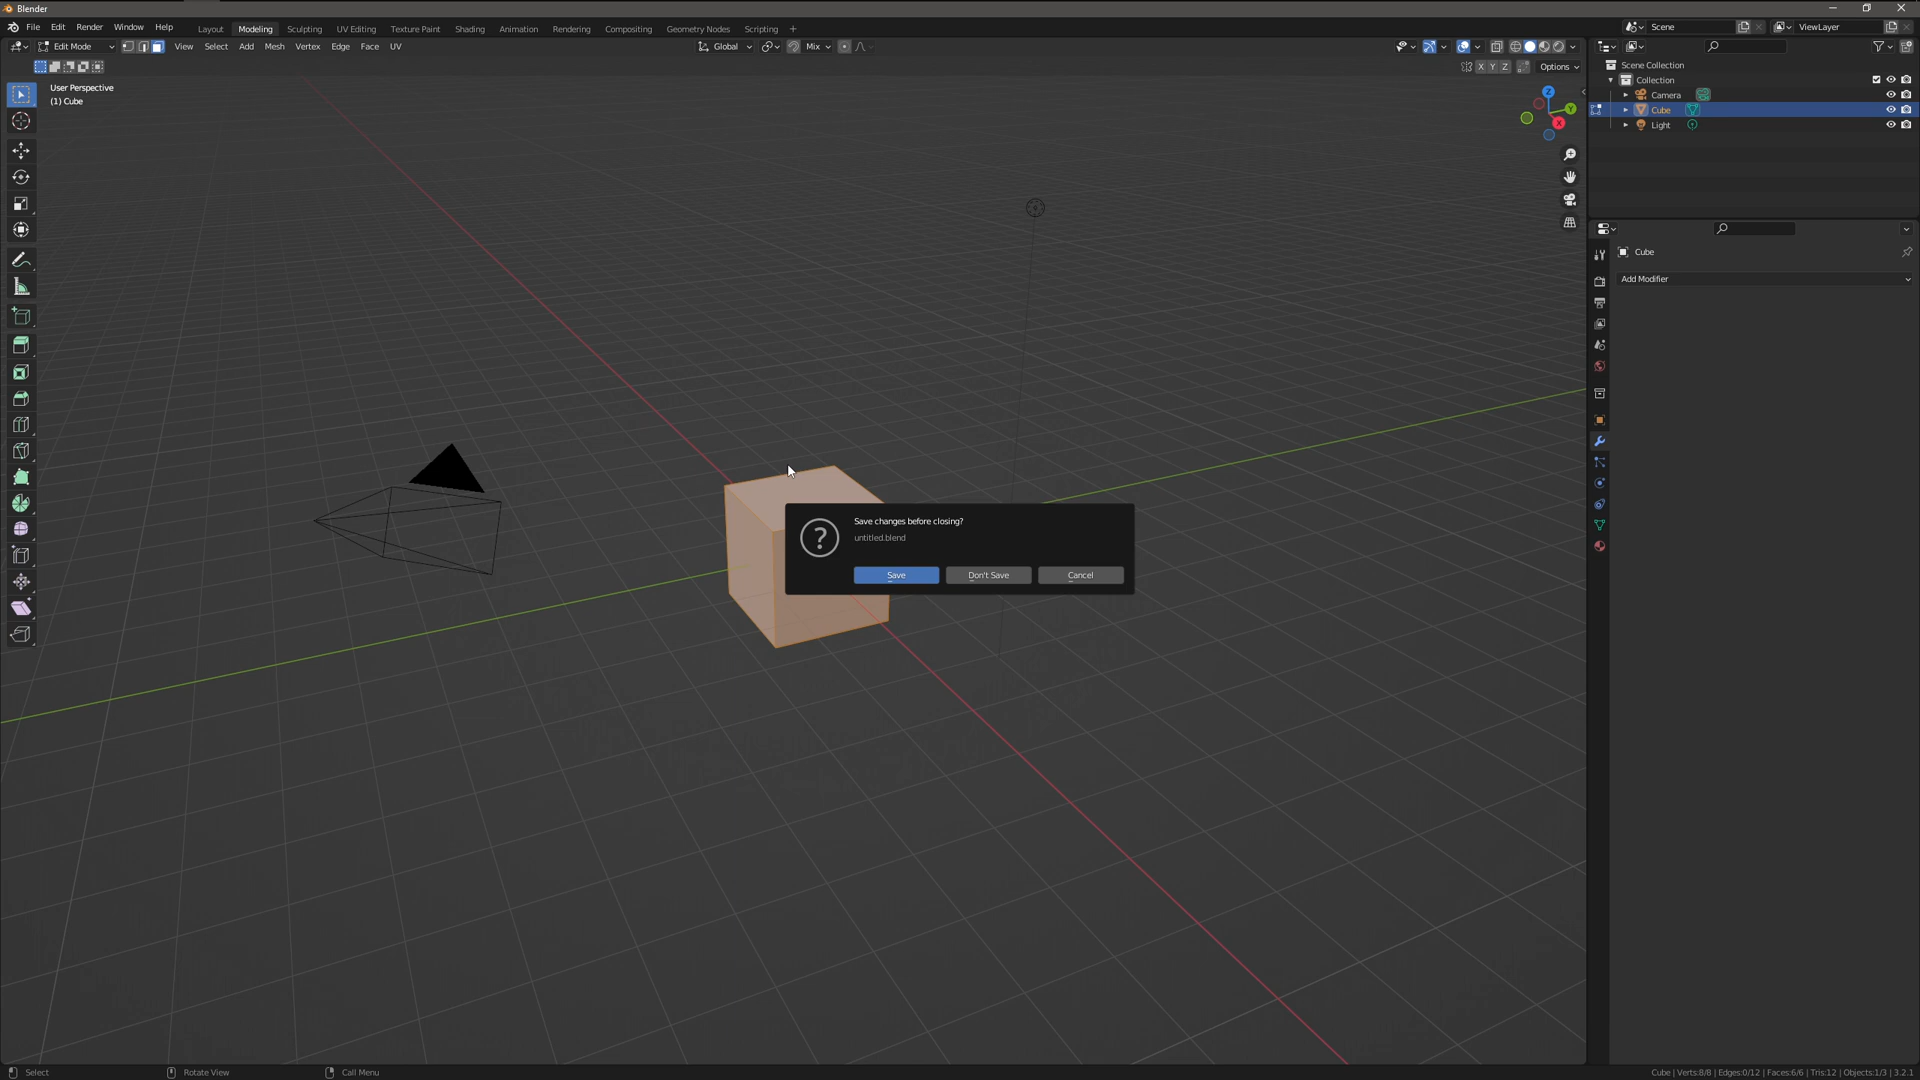 Blender
File Edit Render Window Help Layout Modeling Sculpting UV Editing Texture Paint Shading Animation Rendering Compositing Geometry Nodes Scripting + Scene ViewLayer
Edit Mode View Select Add Mesh Vertex Edge Face UV Global Mix
X Y Z Options
User Perspective
(1) Cube
Z
Y
X
Scene Collection
Collection
Camera
Cube
Light
Cube
Add Modifier
?
Save changes before closing?
untitled.blend
Save Don't Save Cancel
Select Rotate View Call Menu Cube | Verts:8/8 | Edges:0/12 | Faces:6/6 | Tris:12 | Objects:1/3 | 3.2.1